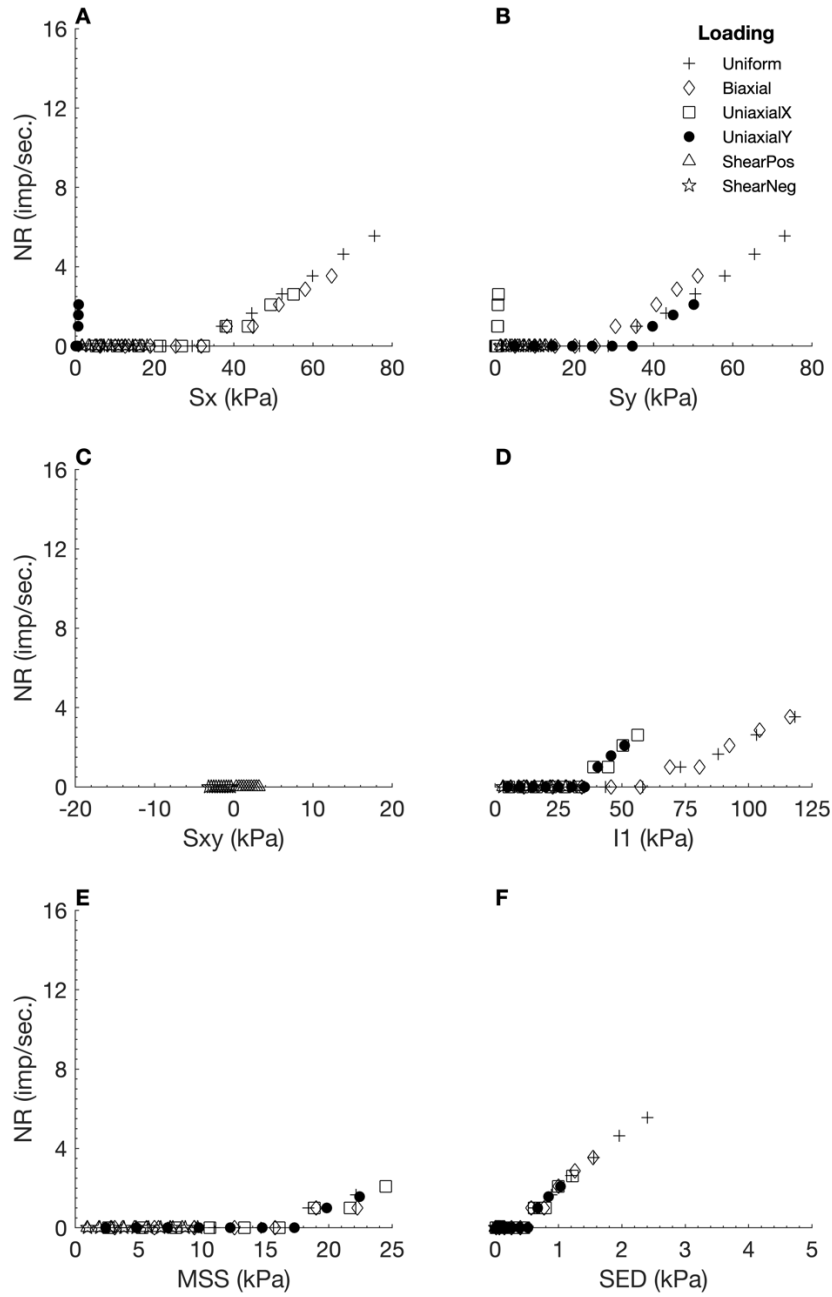 A
NR (imp/sec.)
16
12
8
4
0
0 20 40 60 80
Sx (kPa)
B
Loading
Uniform
Biaxial
UniaxialX
UniaxialY
ShearPos
ShearNeg
0 20 40 60 80
Sy (kPa)
C
NR (imp/sec.)
16
12
8
4
0
-20 -10 0 10 20
Sxy (kPa)
D
0 25 50 75 100 125
I1 (kPa)
E
NR (imp/sec.)
16
12
8
4
0
0 5 10 15 20 25
MSS (kPa)
F
0 1 2 3 4 5
SED (kPa)